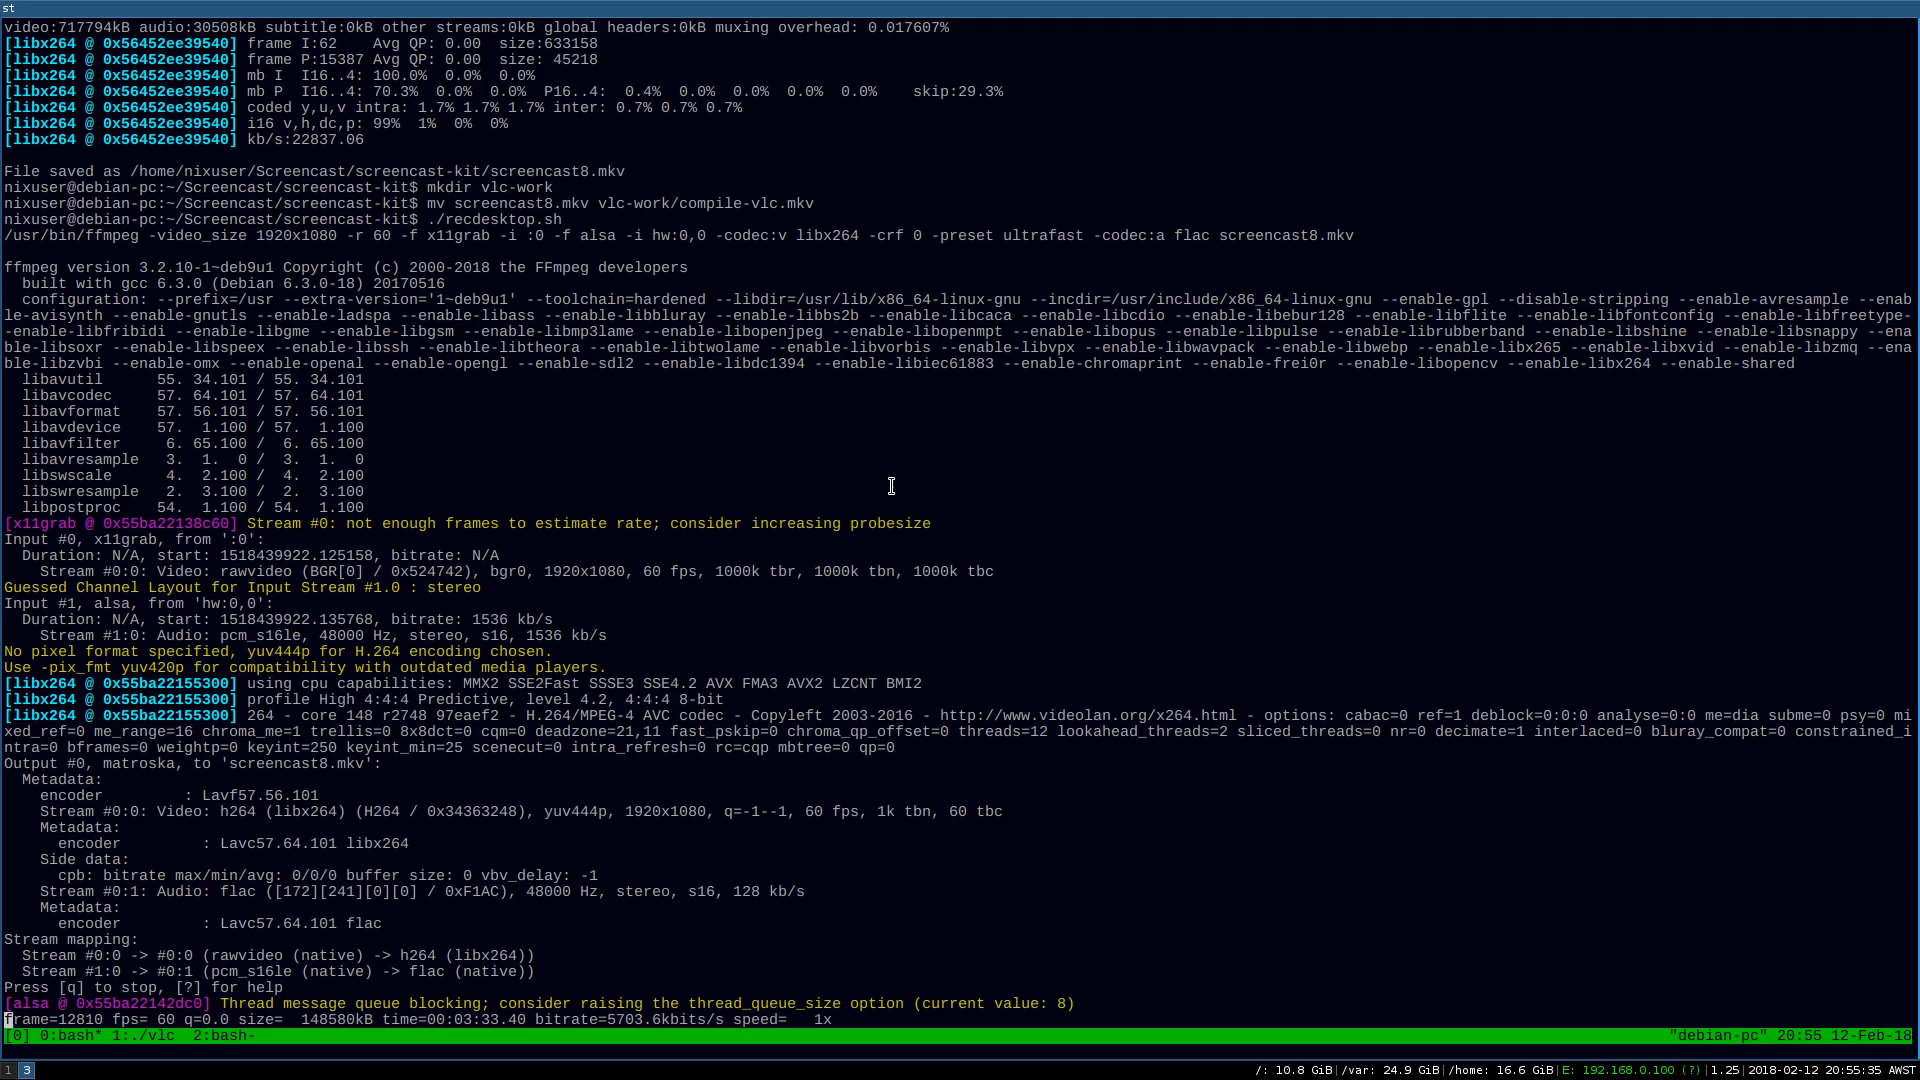 st
video:717794kB audio:30508kB subtitle:0kB other streams:0kB global headers:0kB muxing overhead: 0.017607%
[libx264 @ 0x56452ee39540] frame I:62    Avg QP: 0.00  size:633158
[libx264 @ 0x56452ee39540] frame P:15387 Avg QP: 0.00  size: 45218
[libx264 @ 0x56452ee39540] mb I  I16..4: 100.0%  0.0%  0.0%
[libx264 @ 0x56452ee39540] mb P  I16..4: 70.3%  0.0%  0.0%  P16..4:  0.4%  0.0%  0.0%  0.0%  0.0%    skip:29.3%
[libx264 @ 0x56452ee39540] coded y,u,v intra: 1.7% 1.7% 1.7% inter: 0.7% 0.7% 0.7%
[libx264 @ 0x56452ee39540] i16 v,h,dc,p: 99%  1%  0%  0%
[libx264 @ 0x56452ee39540] kb/s:22837.06
File saved as /home/nixuser/Screencast/screencast-kit/screencast8.mkv
nixuser@debian-pc:~/Screencast/screencast-kit$ mkdir vlc-work
nixuser@debian-pc:~/Screencast/screencast-kit$ mv screencast8.mkv vlc-work/compile-vlc.mkv
nixuser@debian-pc:~/Screencast/screencast-kit$ ./recdesktop.sh
/usr/bin/ffmpeg -video_size 1920x1080 -r 60 -f x11grab -i :0 -f alsa -i hw:0,0 -codec:v libx264 -crf 0 -preset ultrafast -codec:a flac screencast8.mkv
ffmpeg version 3.2.10-1~deb9u1 Copyright (c) 2000-2018 the FFmpeg developers
  built with gcc 6.3.0 (Debian 6.3.0-18) 20170516
  configuration: --prefix=/usr --extra-version='1~deb9u1' --toolchain=hardened --libdir=/usr/lib/x86_64-linux-gnu --incdir=/usr/include/x86_64-linux-gnu --enable-gpl --disable-stripping --enable-avresample --enab
le-avisynth --enable-gnutls --enable-ladspa --enable-libass --enable-libbluray --enable-libbs2b --enable-libcaca --enable-libcdio --enable-libebur128 --enable-libflite --enable-libfontconfig --enable-libfreetype-
-enable-libfribidi --enable-libgme --enable-libgsm --enable-libmp3lame --enable-libopenjpeg --enable-libopenmpt --enable-libopus --enable-libpulse --enable-librubberband --enable-libshine --enable-libsnappy --ena
ble-libsoxr --enable-libspeex --enable-libssh --enable-libtheora --enable-libtwolame --enable-libvorbis --enable-libvpx --enable-libwavpack --enable-libwebp --enable-libx265 --enable-libxvid --enable-libzmq --ena
ble-libzvbi --enable-omx --enable-openal --enable-opengl --enable-sdl2 --enable-libdc1394 --enable-libiec61883 --enable-chromaprint --enable-frei0r --enable-libopencv --enable-libx264 --enable-shared
  libavutil      55. 34.101 / 55. 34.101
  libavcodec     57. 64.101 / 57. 64.101
  libavformat    57. 56.101 / 57. 56.101
  libavdevice    57.  1.100 / 57.  1.100
  libavfilter     6. 65.100 /  6. 65.100
  libavresample   3.  1.  0 /  3.  1.  0
  libswscale      4.  2.100 /  4.  2.100
  libswresample   2.  3.100 /  2.  3.100
  libpostproc    54.  1.100 / 54.  1.100
[x11grab @ 0x55ba22138c60] Stream #0: not enough frames to estimate rate; consider increasing probesize
Input #0, x11grab, from ':0':
  Duration: N/A, start: 1518439922.125158, bitrate: N/A
    Stream #0:0: Video: rawvideo (BGR[0] / 0x524742), bgr0, 1920x1080, 60 fps, 1000k tbr, 1000k tbn, 1000k tbc
Guessed Channel Layout for Input Stream #1.0 : stereo
Input #1, alsa, from 'hw:0,0':
  Duration: N/A, start: 1518439922.135768, bitrate: 1536 kb/s
    Stream #1:0: Audio: pcm_s16le, 48000 Hz, stereo, s16, 1536 kb/s
No pixel format specified, yuv444p for H.264 encoding chosen.
Use -pix_fmt yuv420p for compatibility with outdated media players.
[libx264 @ 0x55ba22155300] using cpu capabilities: MMX2 SSE2Fast SSSE3 SSE4.2 AVX FMA3 AVX2 LZCNT BMI2
[libx264 @ 0x55ba22155300] profile High 4:4:4 Predictive, level 4.2, 4:4:4 8-bit
[libx264 @ 0x55ba22155300] 264 - core 148 r2748 97eaef2 - H.264/MPEG-4 AVC codec - Copyleft 2003-2016 - http://www.videolan.org/x264.html - options: cabac=0 ref=1 deblock=0:0:0 analyse=0:0 me=dia subme=0 psy=0 mi
xed_ref=0 me_range=16 chroma_me=1 trellis=0 8x8dct=0 cqm=0 deadzone=21,11 fast_pskip=0 chroma_qp_offset=0 threads=12 lookahead_threads=2 sliced_threads=0 nr=0 decimate=1 interlaced=0 bluray_compat=0 constrained_i
ntra=0 bframes=0 weightp=0 keyint=250 keyint_min=25 scenecut=0 intra_refresh=0 rc=cqp mbtree=0 qp=0
Output #0, matroska, to 'screencast8.mkv':
  Metadata:
    encoder         : Lavf57.56.101
    Stream #0:0: Video: h264 (libx264) (H264 / 0x34363248), yuv444p, 1920x1080, q=-1--1, 60 fps, 1k tbn, 60 tbc
    Metadata:
      encoder         : Lavc57.64.101 libx264
    Side data:
      cpb: bitrate max/min/avg: 0/0/0 buffer size: 0 vbv_delay: -1
    Stream #0:1: Audio: flac ([172][241][0][0] / 0xF1AC), 48000 Hz, stereo, s16, 128 kb/s
    Metadata:
      encoder         : Lavc57.64.101 flac
Stream mapping:
  Stream #0:0 -> #0:0 (rawvideo (native) -> h264 (libx264))
  Stream #1:0 -> #0:1 (pcm_s16le (native) -> flac (native))
Press [q] to stop, [?] for help
[alsa @ 0x55ba22142dc0] Thread message queue blocking; consider raising the thread_queue_size option (current value: 8)
frame=12810 fps= 60 q=0.0 size=  148580kB time=00:03:33.40 bitrate=5703.6kbits/s speed=   1x
[0] 0:bash* 1:./vlc  2:bash-    "debian-pc" 20:55 12-Feb-18
1 3    /: 10.8 GiB|/var: 24.9 GiB|/home: 16.6 GiB|E: 192.168.0.100 (?)|1.25|2018-02-12 20:55:35 AWST